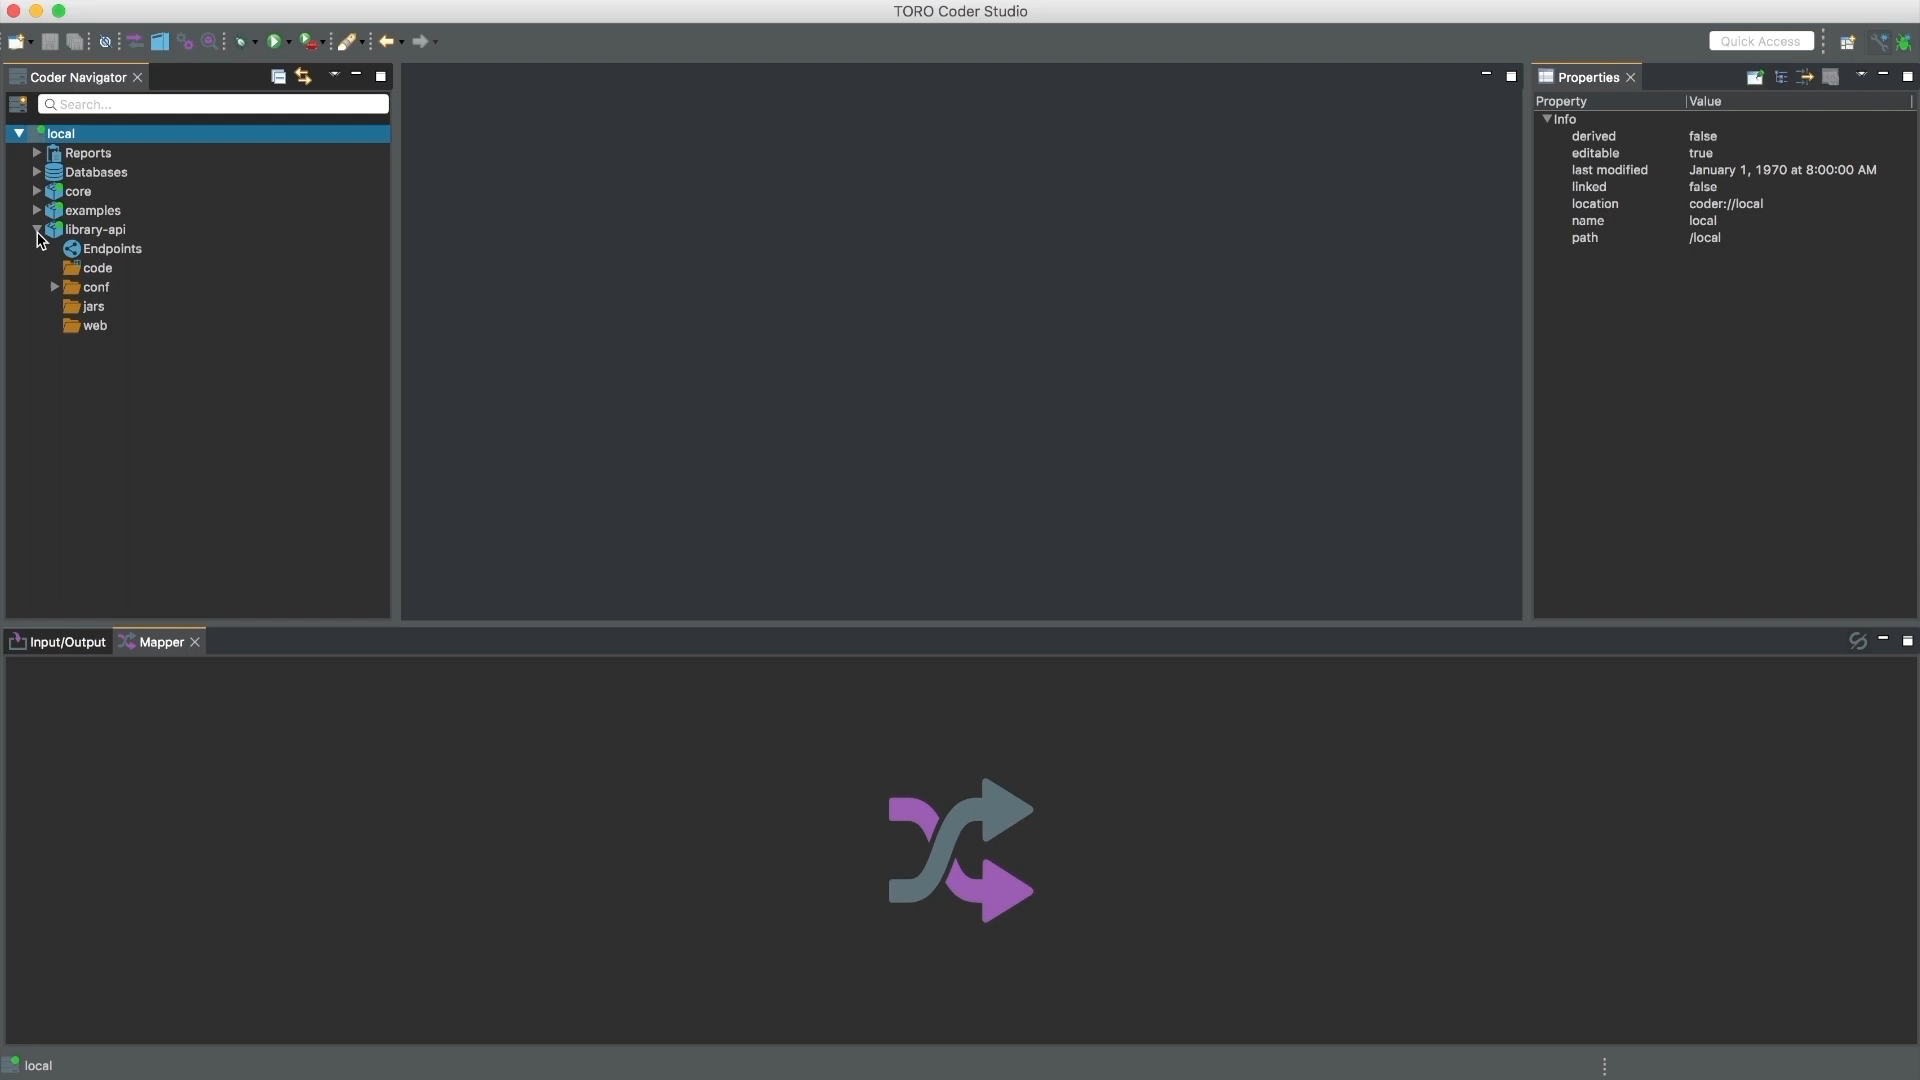 TORO Coder Studio
Quick Access
Coder Navigator
Search...
local
Reports
Databases
core
examples
library-api
Endpoints
code
conf
jars
web
Properties
Property Value
Info
derived false
editable true
last modified January 1, 1970 at 8:00:00 AM
linked false
location coder://local
name local
path /local
Input/Output Mapper
local